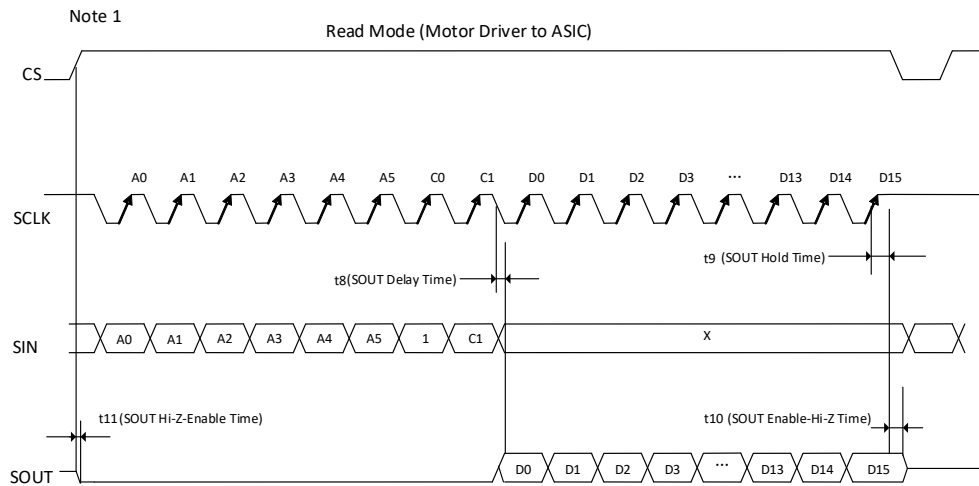 Note 1
Read Mode (Motor Driver to ASIC)
CS
A0 A1 A2 A3 A4 A5 C0 C1 D0 D1 D2 D3 ... D13 D14 D15
SCLK
t9 (SOUT Hold Time)
t8(SOUT Delay Time)
SIN A0 A1 A2 A3 A4 A5 1 C1 X
t11(SOUT Hi-Z-Enable Time)
t10(SOUT Enable-Hi-Z Time)
SOUT D0 D1 D2 D3 ... D13 D14 D15